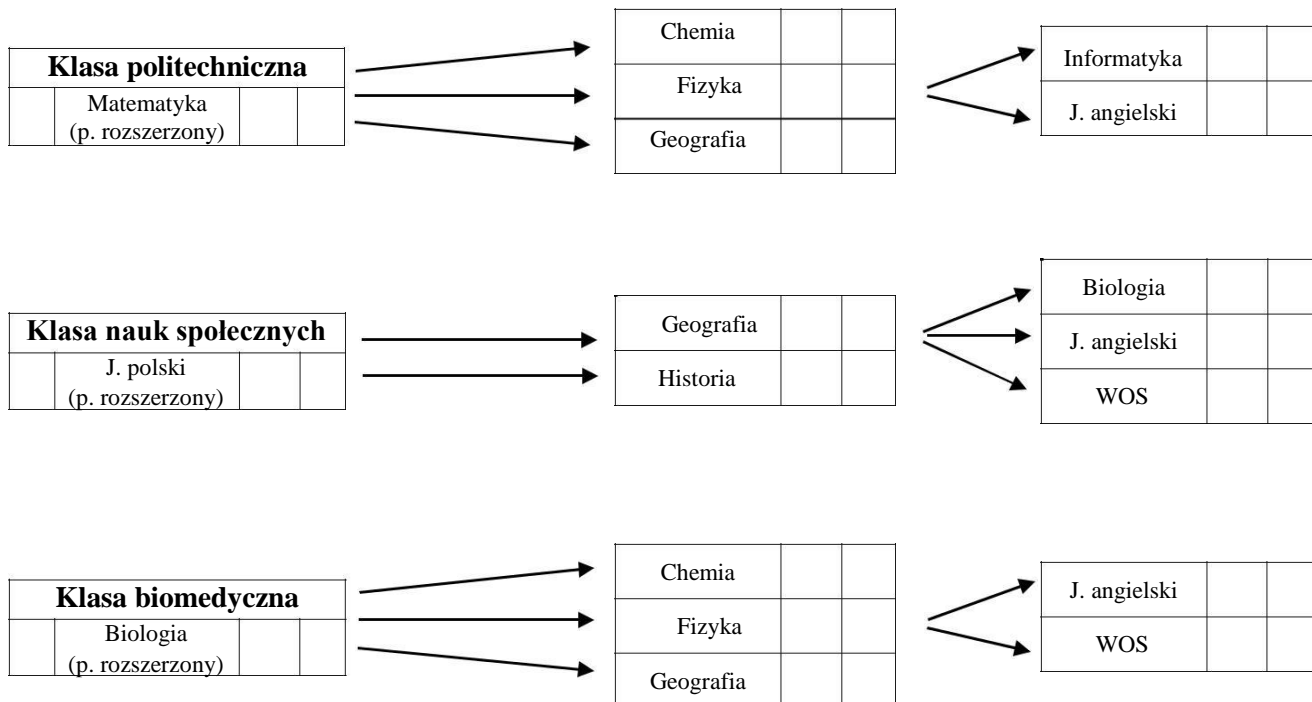 Klasa politechniczna
Matematyka
(p. rozszerzony)
Chemia
Fizyka
Geografia
Informatyka
J. angielski
Klasa nauk społecznych
J. polski
(p. rozszerzony)
Geografia
Historia
Biologia
J. angielski
WOS
Klasa biomedyczna
Biologia
(p. rozszerzony)
Chemia
Fizyka
Geografia
J. angielski
WOS